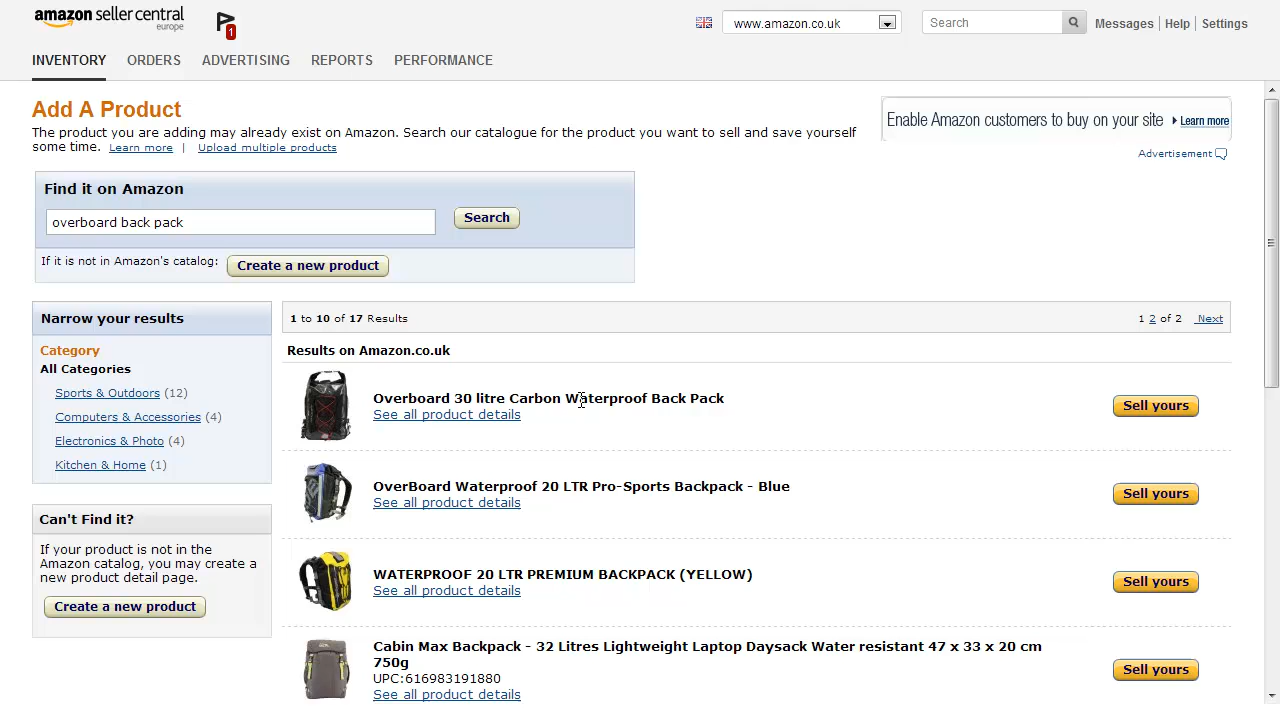 amazon seller central
europe
1
www.amazon.co.uk
Search
Messages | Help | Settings
INVENTORY ORDERS ADVERTISING REPORTS PERFORMANCE
Add A Product
The product you are adding may already exist on Amazon. Search our catalogue for the product you want to sell and save yourself
some time. Learn more | Upload multiple products
Enable Amazon customers to buy on your site Learn more
Advertisement
Find it on Amazon
overboard back pack
Search
If it is not in Amazon's catalog: Create a new product
Narrow your results
Category
All Categories
Sports & Outdoors (12)
Computers & Accessories (4)
Electronics & Photo (4)
Kitchen & Home (1)
Can't Find it?
If your product is not in the
Amazon catalog, you may create a
new product detail page.
Create a new product
1 to 10 of 17 Results
1 2 of 2 Next
Results on Amazon.co.uk
Overboard 30 litre Carbon Waterproof Back Pack
See all product details
Sell yours
OverBoard Waterproof 20 LTR Pro-Sports Backpack - Blue
See all product details
Sell yours
WATERPROOF 20 LTR PREMIUM BACKPACK (YELLOW)
See all product details
Sell yours
Cabin Max Backpack - 32 Litres Lightweight Laptop Daysack Water resistant 47 x 33 x 20 cm
750g
UPC:616983191880
See all product details
Sell yours